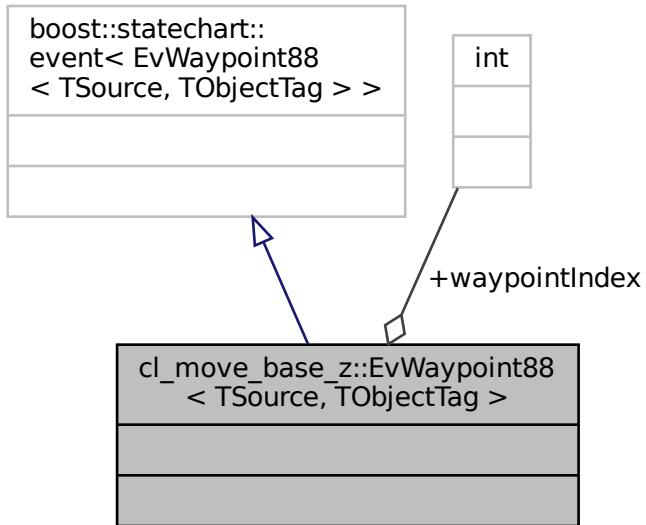 boost::statechart::
event< EvWaypoint88
< TSource, TObjectTag > >
int
+waypointIndex
cl_move_base_z::EvWaypoint88
< TSource, TObjectTag >